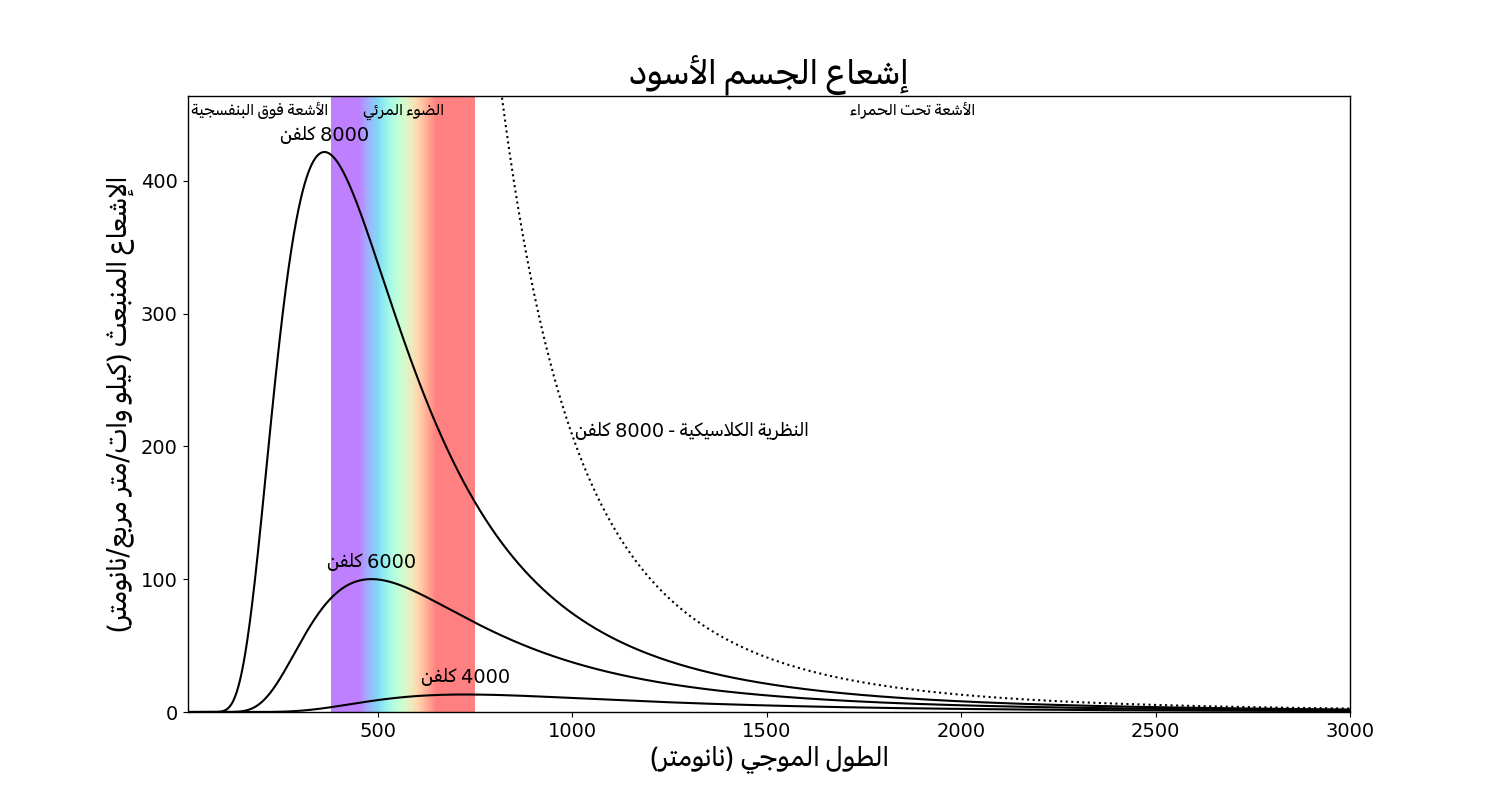 إشعاع الجسم الأسود
الأشعة فوق البنفسجية
الضوء المرئي
الأشعة تحت الحمراء
8000 كلفن
400
300
النظرية الكلاسيكية - 8000 كلفن
200
6000 كلفن
100
4000 كلفن
0
500
1000
1500
2000
2500
3000
الطول الموجي (نانومتر)
الإشعاع المنبعث (كيلو وات/متر مربع/نانومتر)